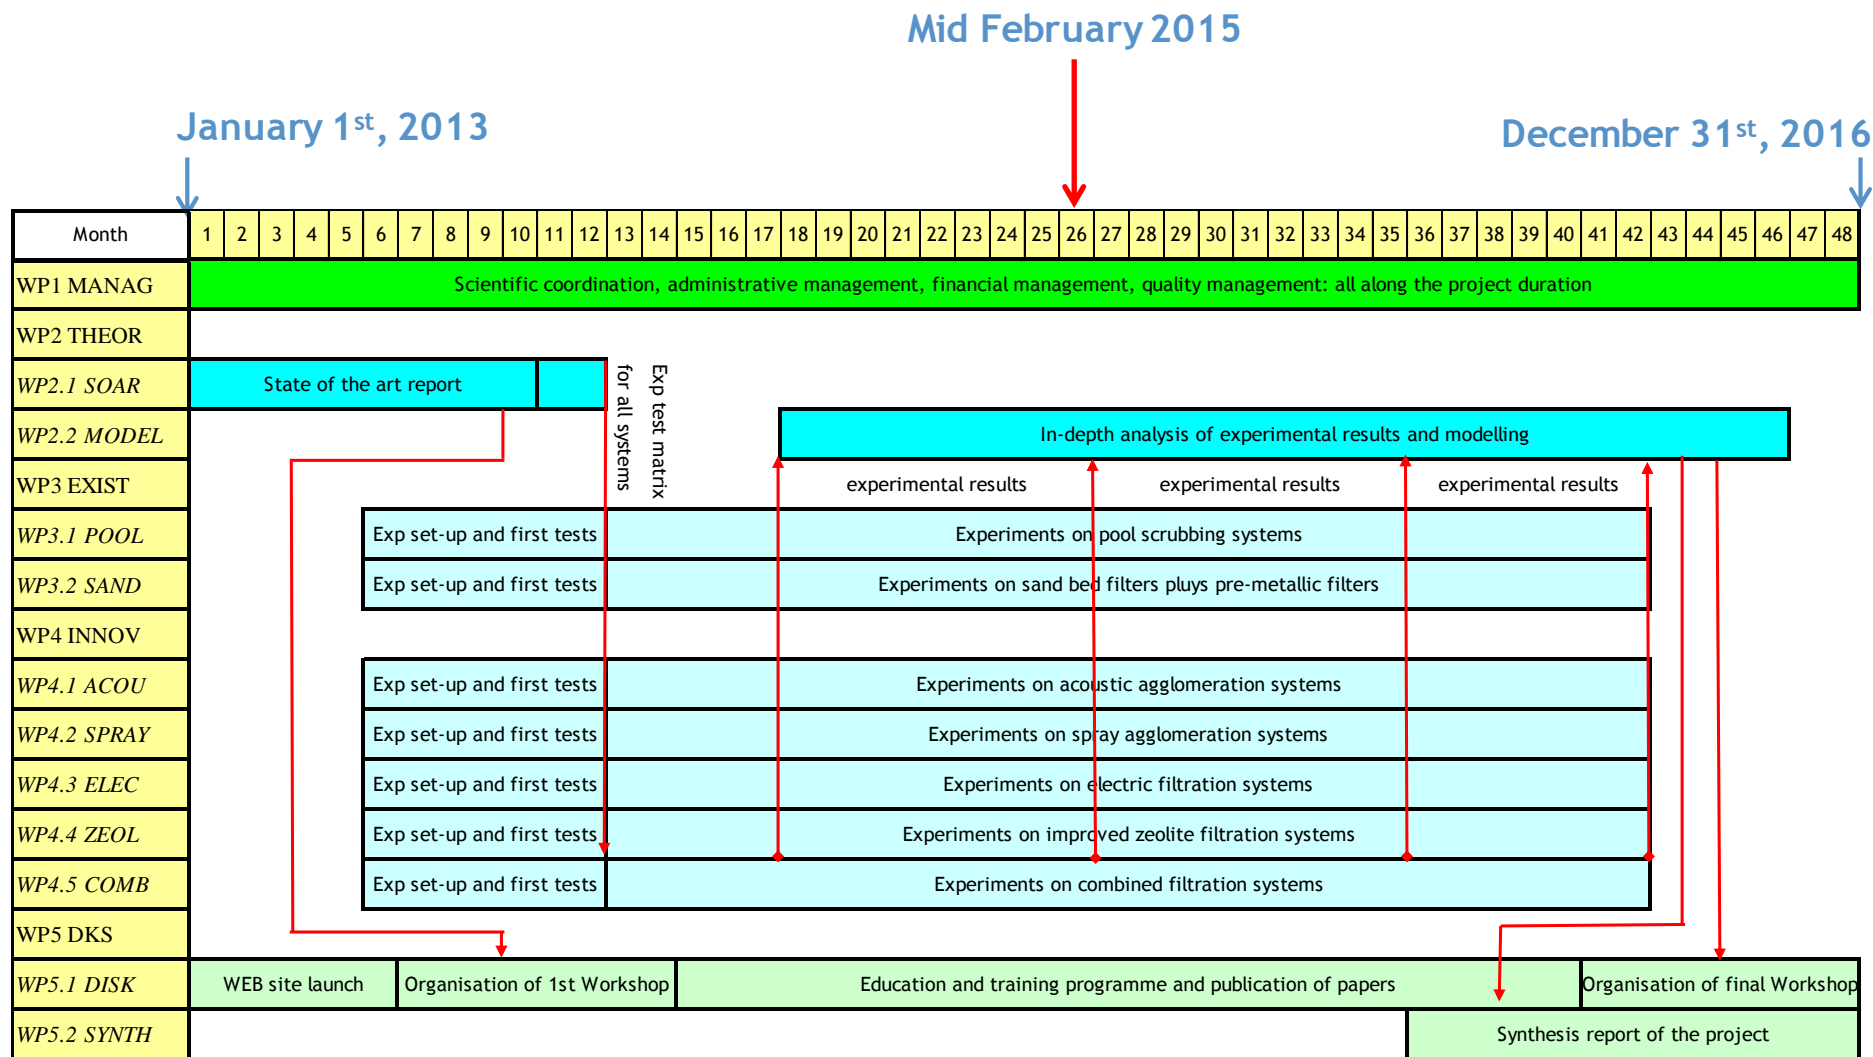 Mid February 2015
January 1st, 2013
December 31st, 2016
Month 1 2 3 4 5 6 7 8 9 10 11 12 13 14 15 16 17 18 19 20 21 22 23 24 25 26 27 28 29 30 31 32 33 34 35 36 37 38 39 40 41 42 43 44 45 46 47 48
WP1 MANAG Scientific coordination, administrative management, financial management, quality management: all along the project duration
WP2 THEOR
WP2.1 SOAR State of the art report
Exp test matrix
for all systems
WP2.2 MODEL In-depth analysis of experimental results and modelling
WP3 EXIST experimental results experimental results experimental results
WP3.1 POOL Exp set-up and first tests Experiments on pool scrubbing systems
WP3.2 SAND Exp set-up and first tests Experiments on sand bed filters pluys pre-metallic filters
WP4 INNOV
WP4.1 ACOU Exp set-up and first tests Experiments on acoustic agglomeration systems
WP4.2 SPRAY Exp set-up and first tests Experiments on spray agglomeration systems
WP4.3 ELEC Exp set-up and first tests Experiments on electric filtration systems
WP4.4 ZEOL Exp set-up and first tests Experiments on improved zeolite filtration systems
WP4.5 COMB Exp set-up and first tests Experiments on combined filtration systems
WP5 DKS
WP5.1 DISK WEB site launch Organisation of 1st Workshop Education and training programme and publication of papers Organisation of final Workshop
WP5.2 SYNTH Synthesis report of the project